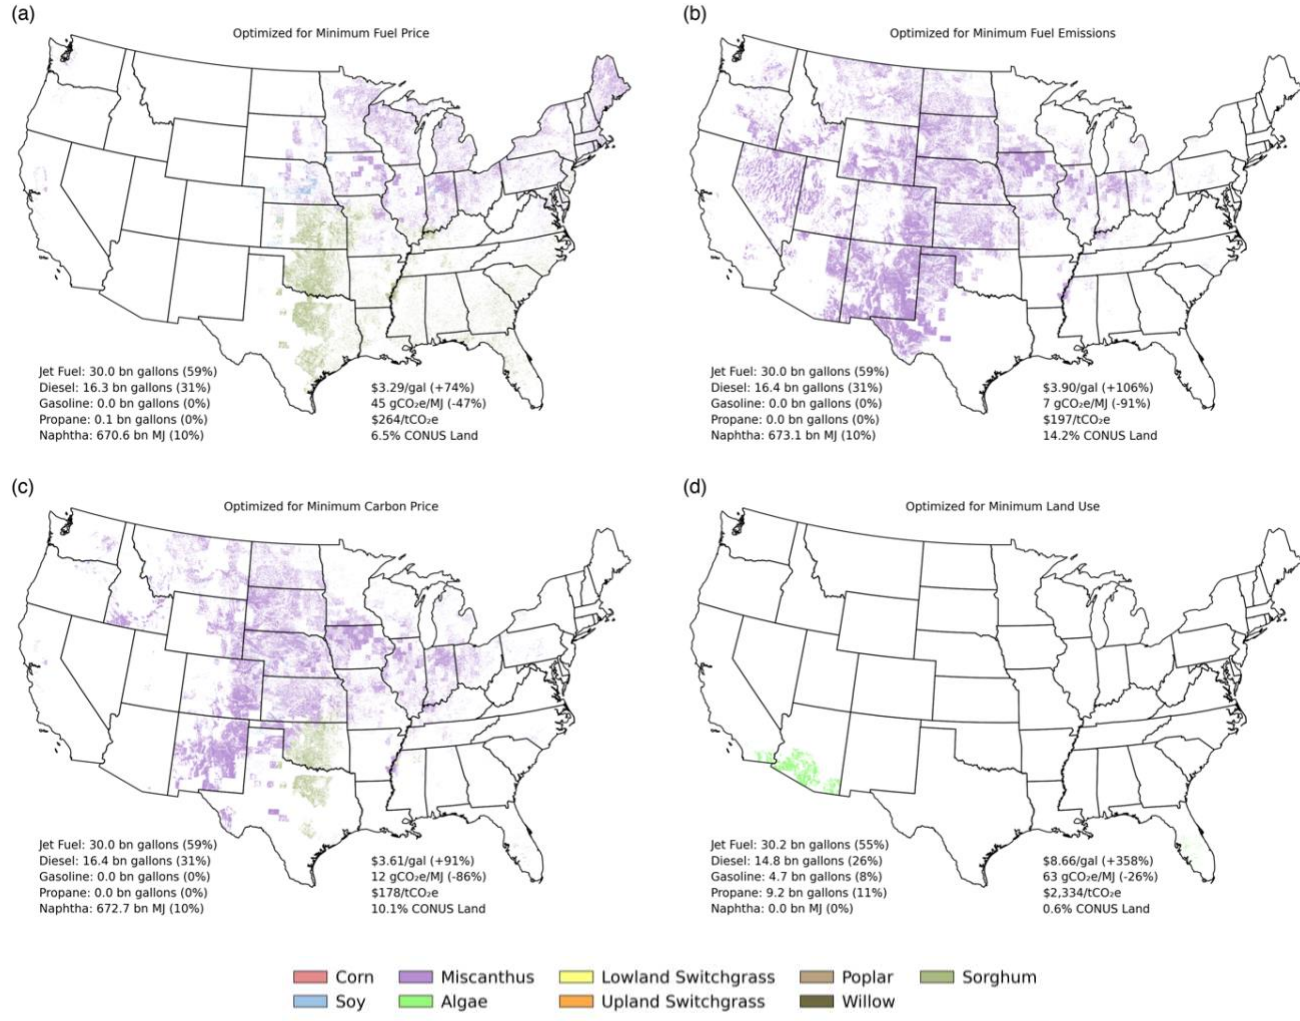 (a)
Optimized for Minimum Fuel Price
Jet Fuel: 30.0 bn gallons (59%)
Diesel: 16.3 bn gallons (31%)
Gasoline: 0.0 bn gallons (0%)
Propane: 0.1 bn gallons (0%)
Naphtha: 670.6 bn MJ (10%)
$3.29/gal (+74%)
45 gCO₂e/MJ (-47%)
$264/tCO₂e
6.5% CONUS Land
(b)
Optimized for Minimum Fuel Emissions
Jet Fuel: 30.0 bn gallons (59%)
Diesel: 16.4 bn gallons (31%)
Gasoline: 0.0 bn gallons (0%)
Propane: 0.0 bn gallons (0%)
Naphtha: 673.1 bn MJ (10%)
$3.90/gal (+106%)
7 gCO₂e/MJ (-91%)
$197/tCO₂e
14.2% CONUS Land
(c)
Optimized for Minimum Carbon Price
Jet Fuel: 30.0 bn gallons (59%)
Diesel: 16.4 bn gallons (31%)
Gasoline: 0.0 bn gallons (0%)
Propane: 0.0 bn gallons (0%)
Naphtha: 672.7 bn MJ (10%)
$3.61/gal (+91%)
12 gCO₂e/MJ (-86%)
$178/tCO₂e
10.1% CONUS Land
(d)
Optimized for Minimum Land Use
Jet Fuel: 30.2 bn gallons (55%)
Diesel: 14.8 bn gallons (26%)
Gasoline: 4.7 bn gallons (8%)
Propane: 9.2 bn gallons (11%)
Naphtha: 0.0 bn MJ (0%)
$8.66/gal (+358%)
63 gCO₂e/MJ (-26%)
$2,334/tCO₂e
0.6% CONUS Land
Corn Miscanthus Lowland Switchgrass Poplar Sorghum
Soy Algae Upland Switchgrass Willow